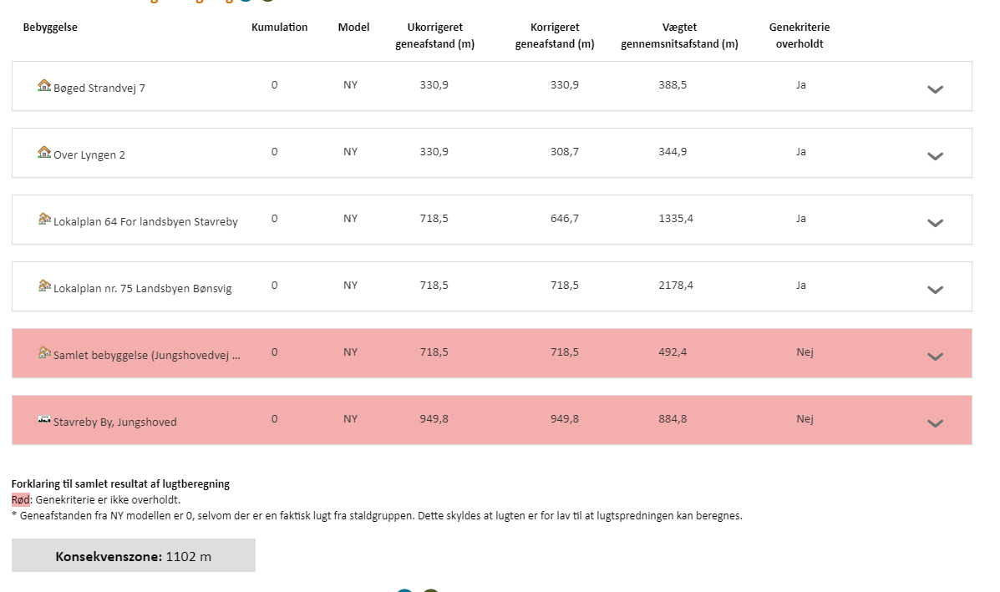 Bebyggelse Kumulation Model Ukorrigeret geneafstand (m) Korrigeret geneafstand (m) Vægtet gennemsnitsafstand (m) Genekriterie overholdt
Bøged Strandvej 7 0 NY 330,9 330,9 388,5 Ja
Over Lyngen 2 0 NY 330,9 308,7 344,9 Ja
Lokalplan 64 For landsbyen Stavreby 0 NY 718,5 646,7 1335,4 Ja
Lokalplan nr. 75 Landsbyen Bønsvig 0 NY 718,5 718,5 2178,4 Ja
Samlet bebyggelse (Jungshovedvej ... 0 NY 718,5 718,5 492,4 Nej
Stavreby By, Jungshoved 0 NY 949,8 949,8 884,8 Nej
Forklaring til samlet resultat af lugtberegning
Rød: Genekriterie er ikke overholdt.
* Geneafstanden fra NY modellen er 0, selvom der er en faktisk lugt fra staldgruppen. Dette skyldes at lugten er for lav til at lugtspredningen kan beregnes.
Konsekvenszone: 1102 m